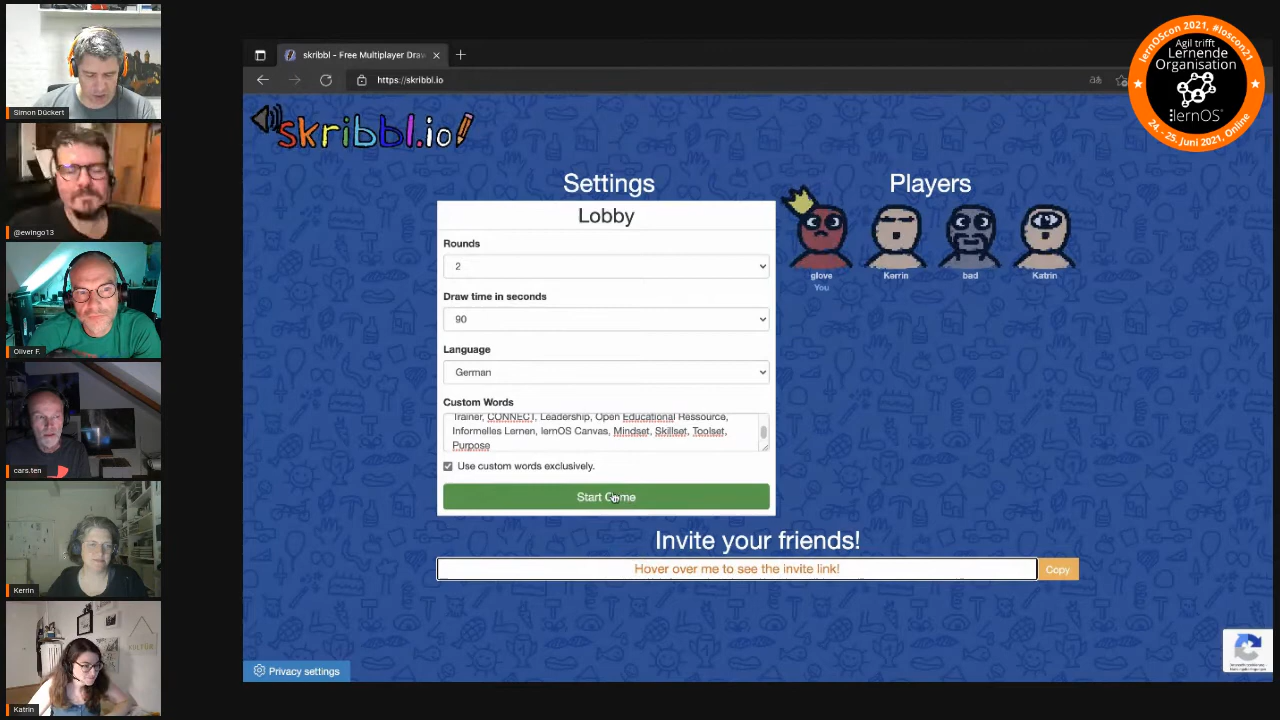 Simon Dückert
@ewingo13
Oliver F.
cars.ten
Kerrin
KULTUR
Katrin
skribbl - Free Multiplayer Draw
https://skribbl.io
lernOScon 2021, #loscon21
Agil trifft
Lernende
Organisation
lernOS
24. - 25. Juni 2021, Online
skribbl.io
Settings
Players
Lobby
Rounds
2
Draw time in seconds
90
Language
German
Custom Words
Trainer, CONNECT, Leadership, Open Educational Ressource,
Informelles Lernen, lernOS Canvas, Mindset, Skillset, Toolset,
Purpose
Use custom words exclusively.
Start Game
glove
You
Kerrin
bad
Katrin
Invite your friends!
Hover over me to see the invite link!
Copy
Privacy settings